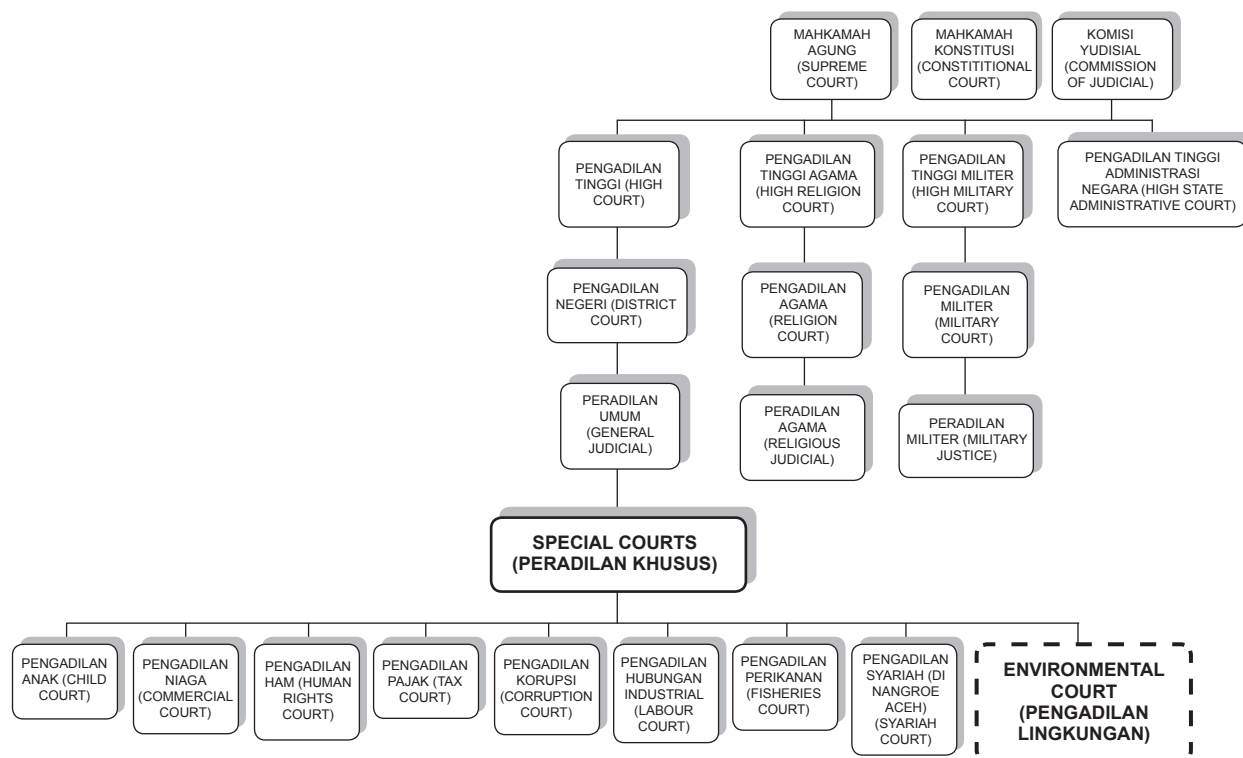 MAHKAMAH
AGUNG
(SUPREME
COURT)
MAHKAMAH
KONSTITUSI
(CONSTITITIONAL
COURT)
KOMISI
YUDISIAL
(COMMISSION
OF JUDICIAL)
PENGADILAN
TINGGI (HIGH
COURT)
PENGADILAN
TINGGI AGAMA
(HIGH RELIGION
COURT)
PENGADILAN
TINGGI MILITER
(HIGH MILITARY
COURT)
PENGADILAN TINGGI
ADMINISTRASI
NEGARA (HIGH STATE
ADMINISTRATIVE COURT)
PENGADILAN
NEGERI (DISTRICT
COURT)
PENGADILAN
AGAMA
(RELIGION
COURT)
PENGADILAN
MILITER
(MILITARY
COURT)
PERADILAN
UMUM
(GENERAL
JUDICIAL)
PERADILAN
AGAMA
(RELIGIOUS
JUDICIAL)
PERADILAN
MILITER (MILITARY
JUSTICE)
SPECIAL COURTS
(PERADILAN KHUSUS)
PENGADILAN
ANAK (CHILD
COURT)
PENGADILAN
NIAGA
(COMMERCIAL
COURT)
PENGADILAN
HAM (HUMAN
RIGHTS
COURT)
PENGADILAN
PAJAK (TAX
COURT)
PENGADILAN
KORUPSI
(CORRUPTION
COURT)
PENGADILAN
HUBUNGAN
INDUSTRIAL
(LABOUR
COURT)
PENGADILAN
PERIKANAN
(FISHERIES
COURT)
PENGADILAN
SYARIAH (DI
NANGROE
ACEH)
(SYARIAH
COURT)
ENVIRONMENTAL
COURT
(PENGADILAN
LINGKUNGAN)